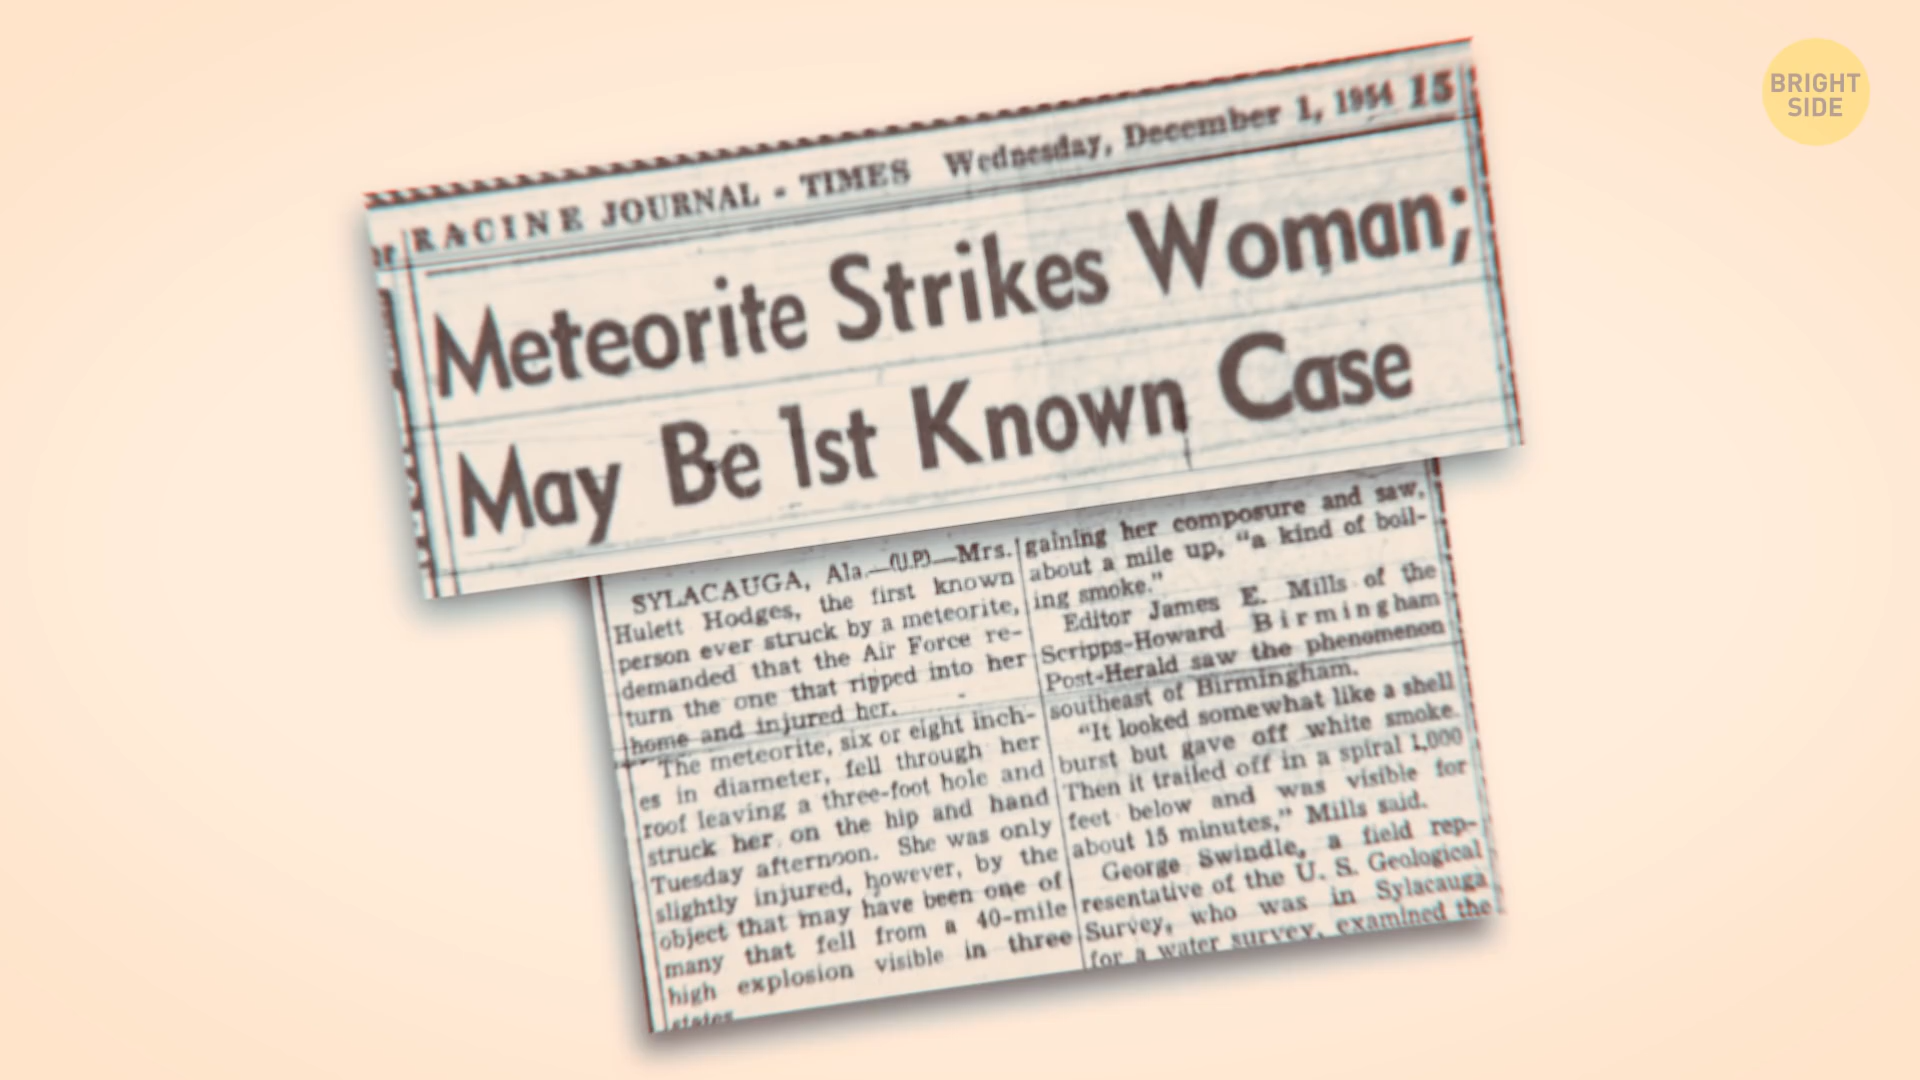 BRIGHT
SIDE
er
RACINE JOURNAL - TIMES Wednesday, December 1, 1954 15
Meteorite Strikes Woman;
May Be 1st Known Case
SYLACAUGA, Ala.—(U.P.)—Mrs.
Hulett Hodges, the first known
person ever struck by a meteorite,
demanded that the Air Force re-
turn the one that ripped into her
home and injured her.
The meteorite, six or eight inch-
es in diameter, fell through her
roof leaving a three-foot hole and
struck her on the hip and hand
Tuesday afternoon. She was only
slightly injured, however, by the
object that may have been one of
many that fell from a 40-mile
high explosion visible in three
states.
gaining her composure and saw,
about a mile up, "a kind of boil-
ing smoke."
Editor James E. Mills of the
Scripps-Howard Birmingham
Post-Herald saw the phenomenon
southeast of Birmingham.
"It looked somewhat like a shell
burst but gave off white smoke.
Then it trailed off in a spiral 1,000
feet below and was visible for
about 15 minutes," Mills said.
George Swindle, a field rep-
resentative of the U. S. Geological
Survey, who was in Sylacauga
for a water survey, examined the